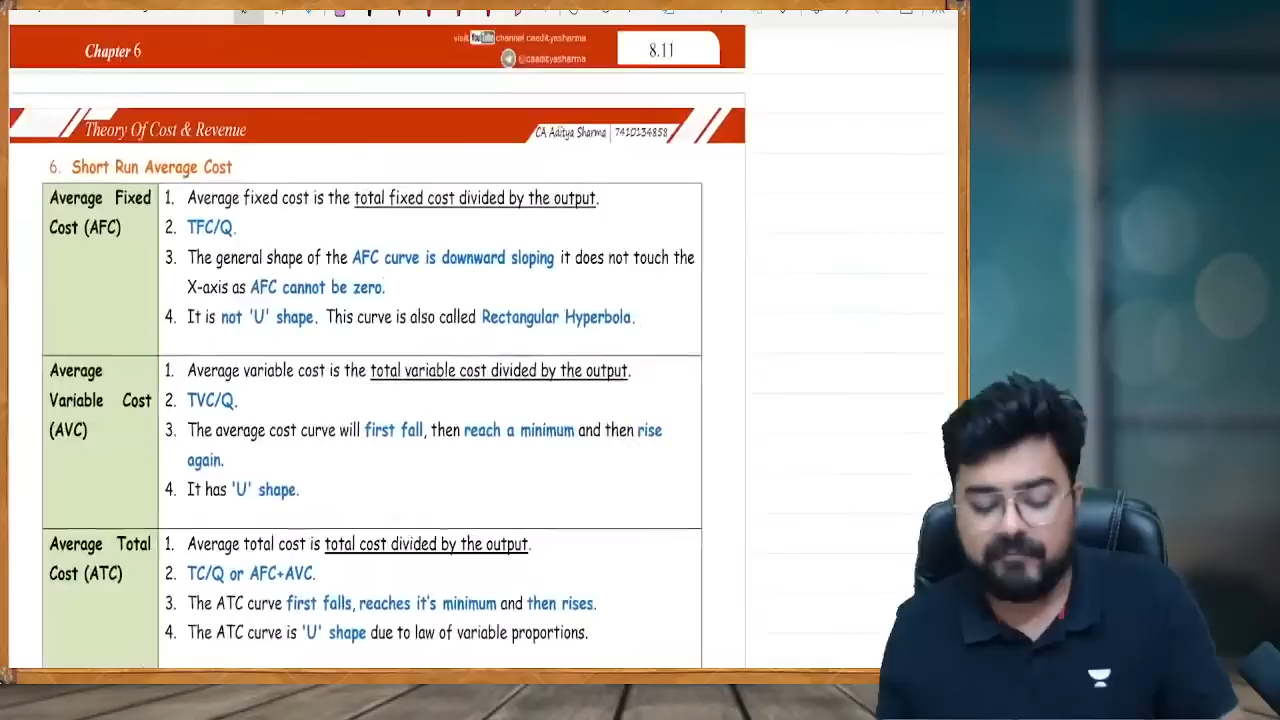 Chapter 6
visit YouTube channel caadityasharma
@caadityasharma
8.11
Theory Of Cost & Revenue
CA Aditya Sharma | 7410134858
6. Short Run Average Cost
Average Fixed
Cost (AFC)
1. Average fixed cost is the total fixed cost divided by the output.
2. TFC/Q.
3. The general shape of the AFC curve is downward sloping it does not touch the
X-axis as AFC cannot be zero.
4. It is not 'U' shape. This curve is also called Rectangular Hyperbola.
Average
Variable Cost
(AVC)
1. Average variable cost is the total variable cost divided by the output.
2. TVC/Q.
3. The average cost curve will first fall, then reach a minimum and then rise
again.
4. It has 'U' shape.
Average Total
Cost (ATC)
1. Average total cost is total cost divided by the output.
2. TC/Q or AFC+AVC.
3. The ATC curve first falls, reaches it's minimum and then rises.
4. The ATC curve is 'U' shape due to law of variable proportions.